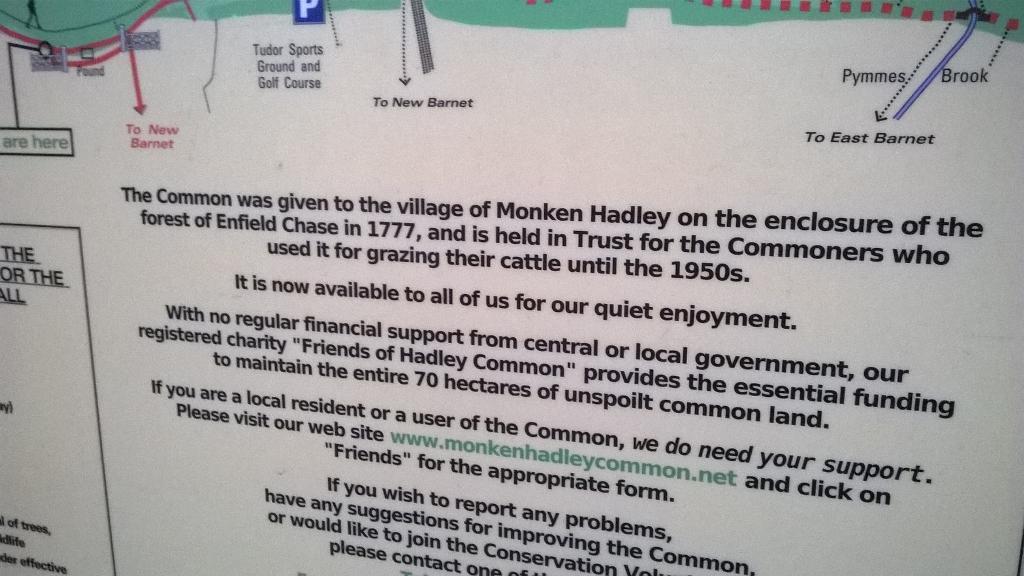 P
Tudor Sports
Ground and
Golf Course
Pound
To New Barnet
To New
Barnet
Pymmes Brook
To East Barnet
are here
The Common was given to the village of Monken Hadley on the enclosure of the
forest of Enfield Chase in 1777, and is held in Trust for the Commoners who
used it for grazing their cattle until the 1950s.
It is now available to all of us for our quiet enjoyment.
With no regular financial support from central or local government, our
registered charity "Friends of Hadley Common" provides the essential funding
to maintain the entire 70 hectares of unspoilt common land.
If you are a local resident or a user of the Common, we do need your support.
Please visit our web site www.monkenhadleycommon.net and click on
"Friends" for the appropriate form.
If you wish to report any problems,
have any suggestions for improving the Common,
or would like to join the Conservation
please contact one of
THE
OR THE
ALL
al of trees,
effective